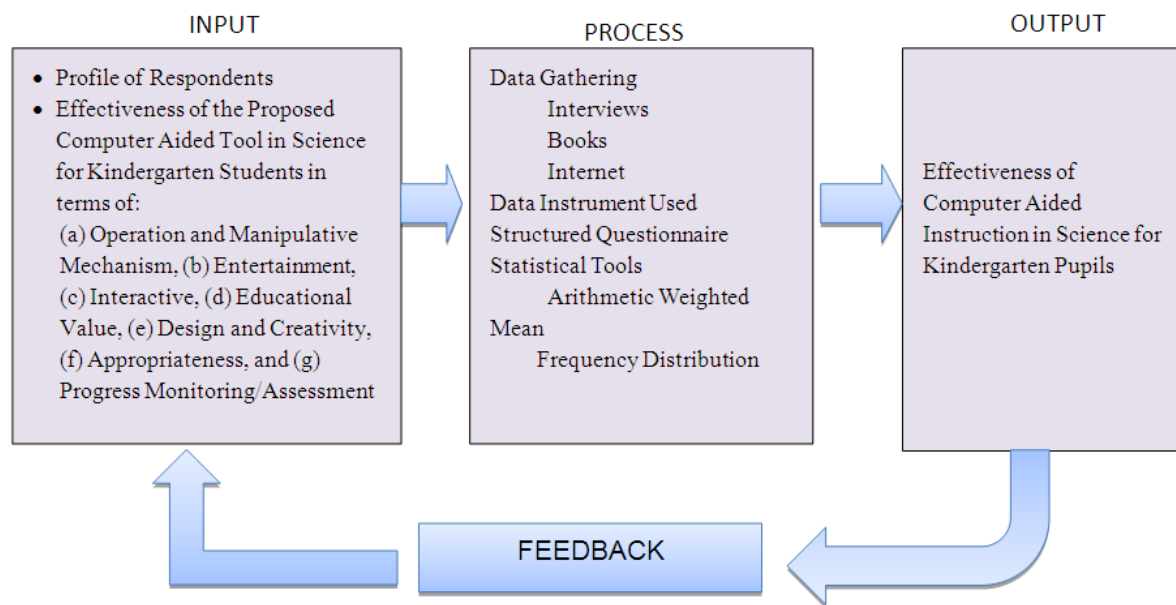 INPUT
• Profile of Respondents
• Effectiveness of the Proposed
Computer Aided Tool in Science
for Kindergarten Students in
terms of:
(a) Operation and Manipulative
Mechanism, (b) Entertainment,
(c) Interactive, (d) Educational
Value, (e) Design and Creativity,
(f) Appropriateness, and (g)
Progress Monitoring/Assessment
PROCESS
Data Gathering
Interviews
Books
Internet
Data Instrument Used
Structured Questionnaire
Statistical Tools
Arithmetic Weighted
Mean
Frequency Distribution
OUTPUT
Effectiveness of
Computer Aided
Instruction in Science for
Kindergarten Pupils
FEEDBACK